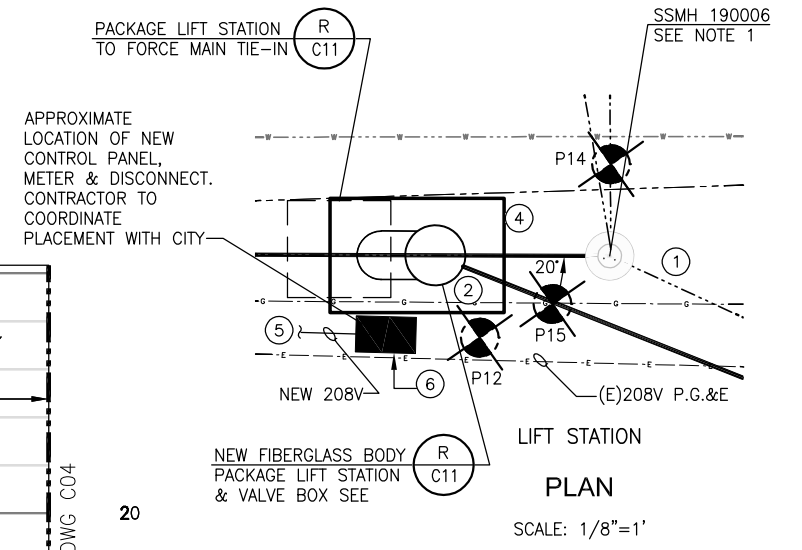 PACKAGE LIFT STATION
TO FORCE MAIN TIE-IN
R
C11
SSMH 190006
SEE NOTE 1
APPROXIMATE
LOCATION OF NEW
CONTROL PANEL,
METER & DISCONNECT.
CONTRACTOR TO
COORDINATE
PLACEMENT WITH CITY
W W W W W W W W
P14
4
1
20°
2
G G G G G G G
P15
5
6
P12
E E E E E E E
NEW 208V
(E)208V P.G.&E
NEW FIBERGLASS BODY
PACKAGE LIFT STATION
& VALVE BOX SEE
R
C11
LIFT STATION
PLAN
SCALE: 1/8"=1'
DWG C04
20